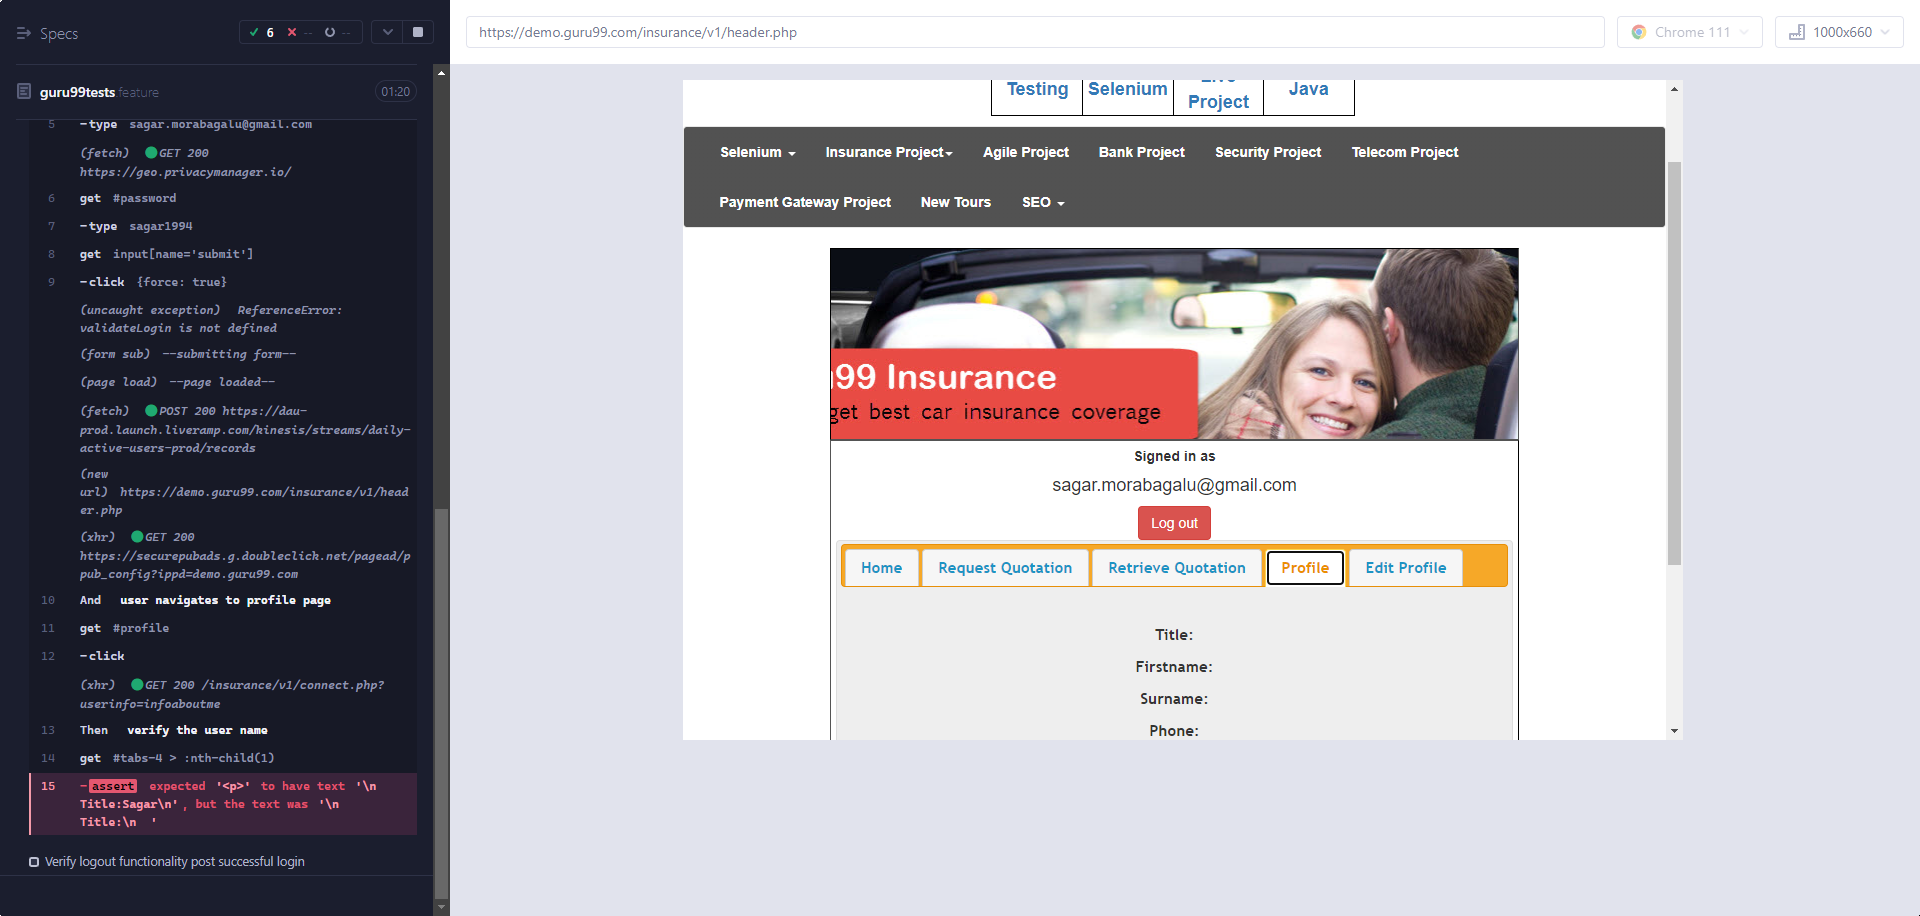 Specs
6
--
--
https://demo.guru99.com/insurance/v1/header.php
Chrome 111
1000x660
guru99tests.feature
01:20
5 -type sagar.morabagalu@gmail.com
(fetch) GET 200
https://geo.privacymanager.io/
6 get #password
7 -type sagar1994
8 get input[name='submit']
9 -click {force: true}
(uncaught exception) ReferenceError:
validateLogin is not defined
(form sub) --submitting form--
(page load) --page loaded--
(fetch) POST 200 https://dau-
prod.launch.liveramp.com/kinesis/streams/daily-
active-users-prod/records
(new
url) https://demo.guru99.com/insurance/v1/head
er.php
(xhr) GET 200
https://securepubads.g.doubleclick.net/pagead/p
pub_config?ippd=demo.guru99.com
10 And user navigates to profile page
11 get #profile
12 -click
(xhr) GET 200 /insurance/v1/connect.php?
userinfo=infoaboutme
13 Then verify the user name
14 get #tabs-4 > :nth-child(1)
15 -assert expected '<p>' to have text '\n
Title:Sagar\n', but the text was '\n
Title:\n '
Verify logout functionality post successful login
Testing Selenium Project Java
Selenium Insurance Project Agile Project Bank Project Security Project Telecom Project
Payment Gateway Project New Tours SEO
99 Insurance
get best car insurance coverage
Signed in as
sagar.morabagalu@gmail.com
Log out
Home Request Quotation Retrieve Quotation Profile Edit Profile
Title:
Firstname:
Surname:
Phone: